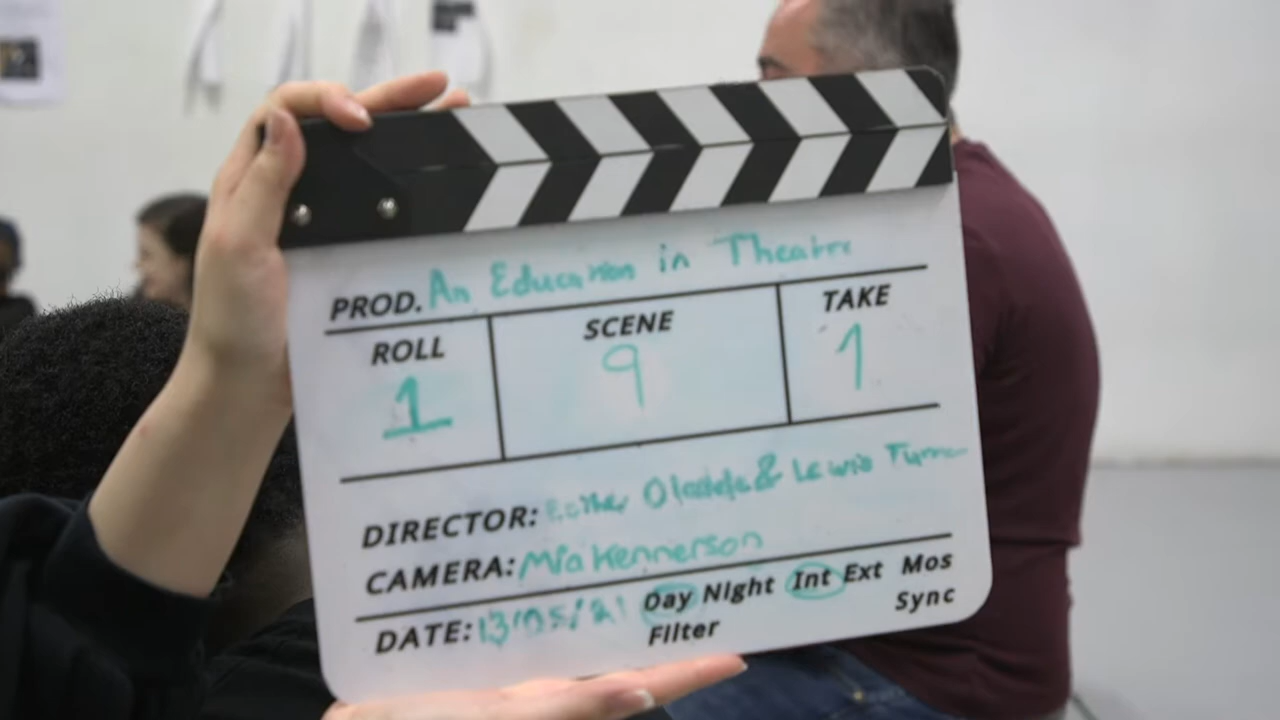 PROD. An Education in Theatre
ROLL SCENE TAKE
1 9 1
DIRECTOR: Esther & Lewis Turner
CAMERA: Mia Kennerson
DATE: 13/05/21 Day Night Int Ext Mos
Filter Sync